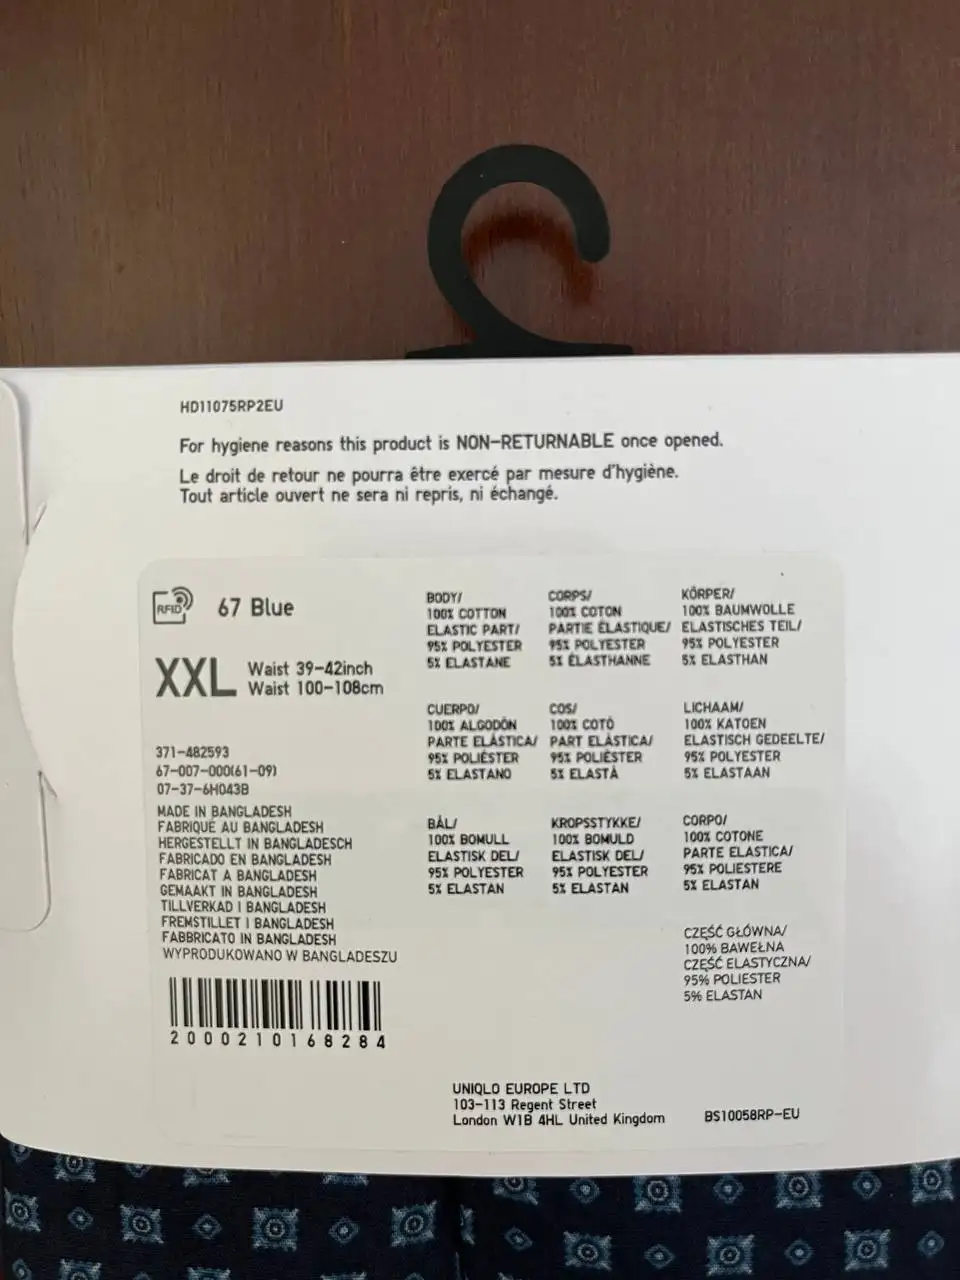 HD11075RP2EU
For hygiene reasons this product is NON-RETURNABLE once opened.
Le droit de retour ne pourra être exercé par mesure d'hygiène.
Tout article ouvert ne sera ni repris, ni échangé.
RFID
67 Blue
XXL
Waist 39-42inch
Waist 100-108cm
371-482593
67-007-000(61-09)
07-37-6H043B
MADE IN BANGLADESH
FABRIQUÉ AU BANGLADESH
HERGESTELLT IN BANGLADESCH
FABRICADO EN BANGLADESH
FABRICAT A BANGLADESH
GEMAAKT IN BANGLADESH
TILLVERKAD I BANGLADESH
FREMSTILLET I BANGLADESH
FABBRICATO IN BANGLADESH
WYPRODUKOWANO W BANGLADESZU
2000210168284
BODY/
100% COTTON
ELASTIC PART/
95% POLYESTER
5% ELASTANE
CORPS/
100% COTON
PARTIE ÉLASTIQUE/
95% POLYESTER
5% ÉLASTHANNE
KÖRPER/
100% BAUMWOLLE
ELASTISCHES TEIL/
95% POLYESTER
5% ELASTHAN
CUERPO/
100% ALGODÓN
PARTE ELÁSTICA/
95% POLIÉSTER
5% ELASTANO
COS/
100% COTÓ
PART ELÀSTICA/
95% POLIÈSTER
5% ELASTÀ
LICHAAM/
100% KATOEN
ELASTISCH GEDEELTE/
95% POLYESTER
5% ELASTAAN
BÅL/
100% BOMULL
ELASTISK DEL/
95% POLYESTER
5% ELASTAN
KROPSSTYKKE/
100% BOMULD
ELASTISK DEL/
95% POLYESTER
5% ELASTAN
CORPO/
100% COTONE
PARTE ELASTICA/
95% POLIESTERE
5% ELASTAN
CZĘŚĆ GŁÓWNA/
100% BAWEŁNA
CZĘŚĆ ELASTYCZNA/
95% POLIESTER
5% ELASTAN
UNIQLO EUROPE LTD
103-113 Regent Street
London W1B 4HL United Kingdom
BS10058RP-EU